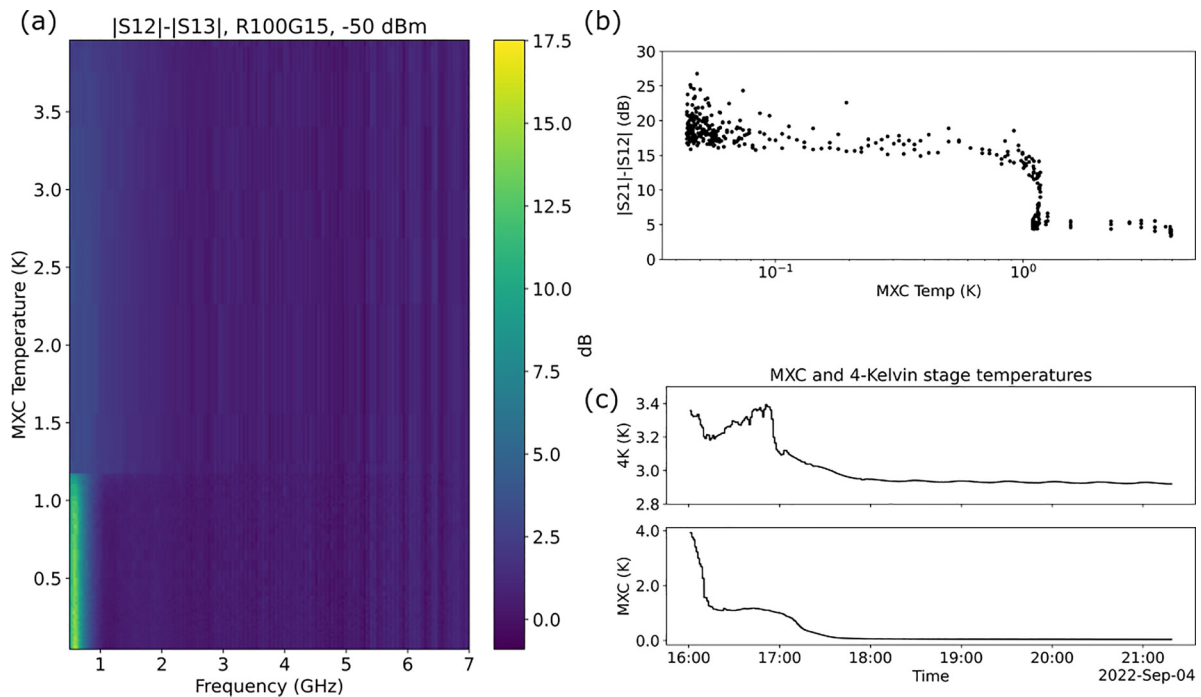 (a)
|S12|-|S13|, R100G15, -50 dBm
MXC Temperature (K)
3.5
3.0
2.5
2.0
1.5
1.0
0.5
1 2 3 4 5 6 7
Frequency (GHz)
17.5
15.0
12.5
10.0
7.5
5.0
2.5
0.0
dB
(b)
|S21|-|S12| (dB)
30
25
20
15
10
5
0
10⁻¹ 10⁰
MXC Temp (K)
(c)
MXC and 4-Kelvin stage temperatures
4K (K)
3.4
3.2
3.0
2.8
MXC (K)
4.0
2.0
0.0
16:00 17:00 18:00 19:00 20:00 21:00
Time
2022-Sep-04